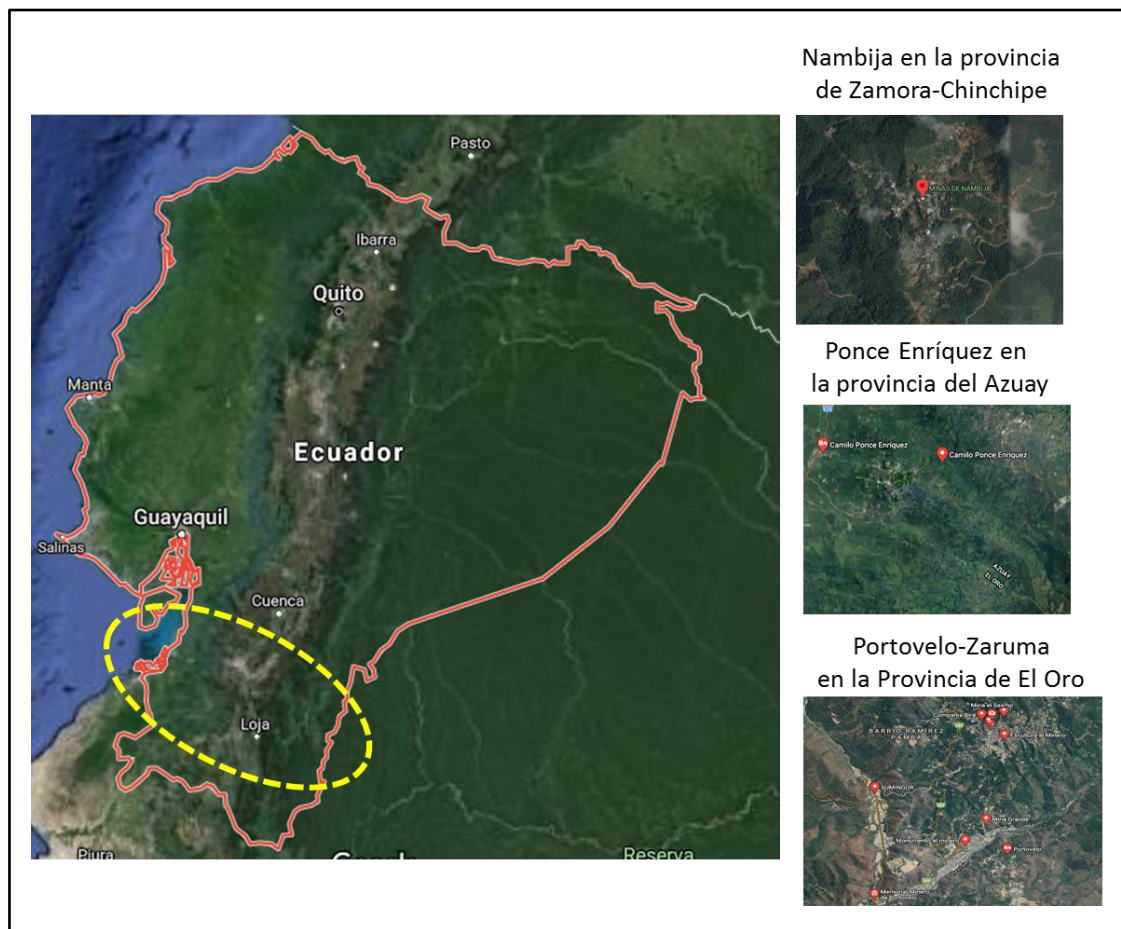 Nambija en la provincia
de Zamora-Chinchipe
Pasto
Ibarra
Quito
Manta
Ecuador
Guayaquil
Salinas
Cuenca
Loja
Piura
Reserva
MINAS DE NAMBIJA
Ponce Enríquez en
la provincia del Azuay
Camilo Ponce Enríquez
Camilo Ponce Enríquez
AZUAY
EL ORO
Portovelo-Zaruma
en la Provincia de El Oro
Mina el Sexmo
Compañía Bira
BARRIO RAMÍREZ
PAMBA
Escultura al Minero
SUMINGOR
Mina Grande
Monumento al minero
Portovelo
Memorial Minero
de Portovelo